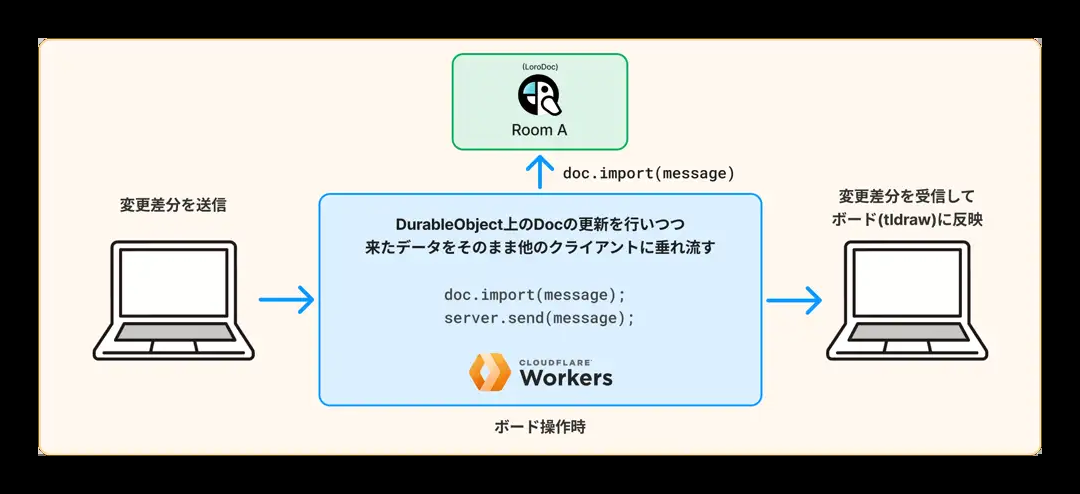 (LoroDoc)
Room A
doc.import(message)
変更差分を送信
DurableObject上のDocの更新を行いつつ
来たデータをそのまま他のクライアントに垂れ流す
doc.import(message);
server.send(message);
CLOUDFLARE
Workers
変更差分を受信して
ボード(tldraw)に反映
ボード操作時